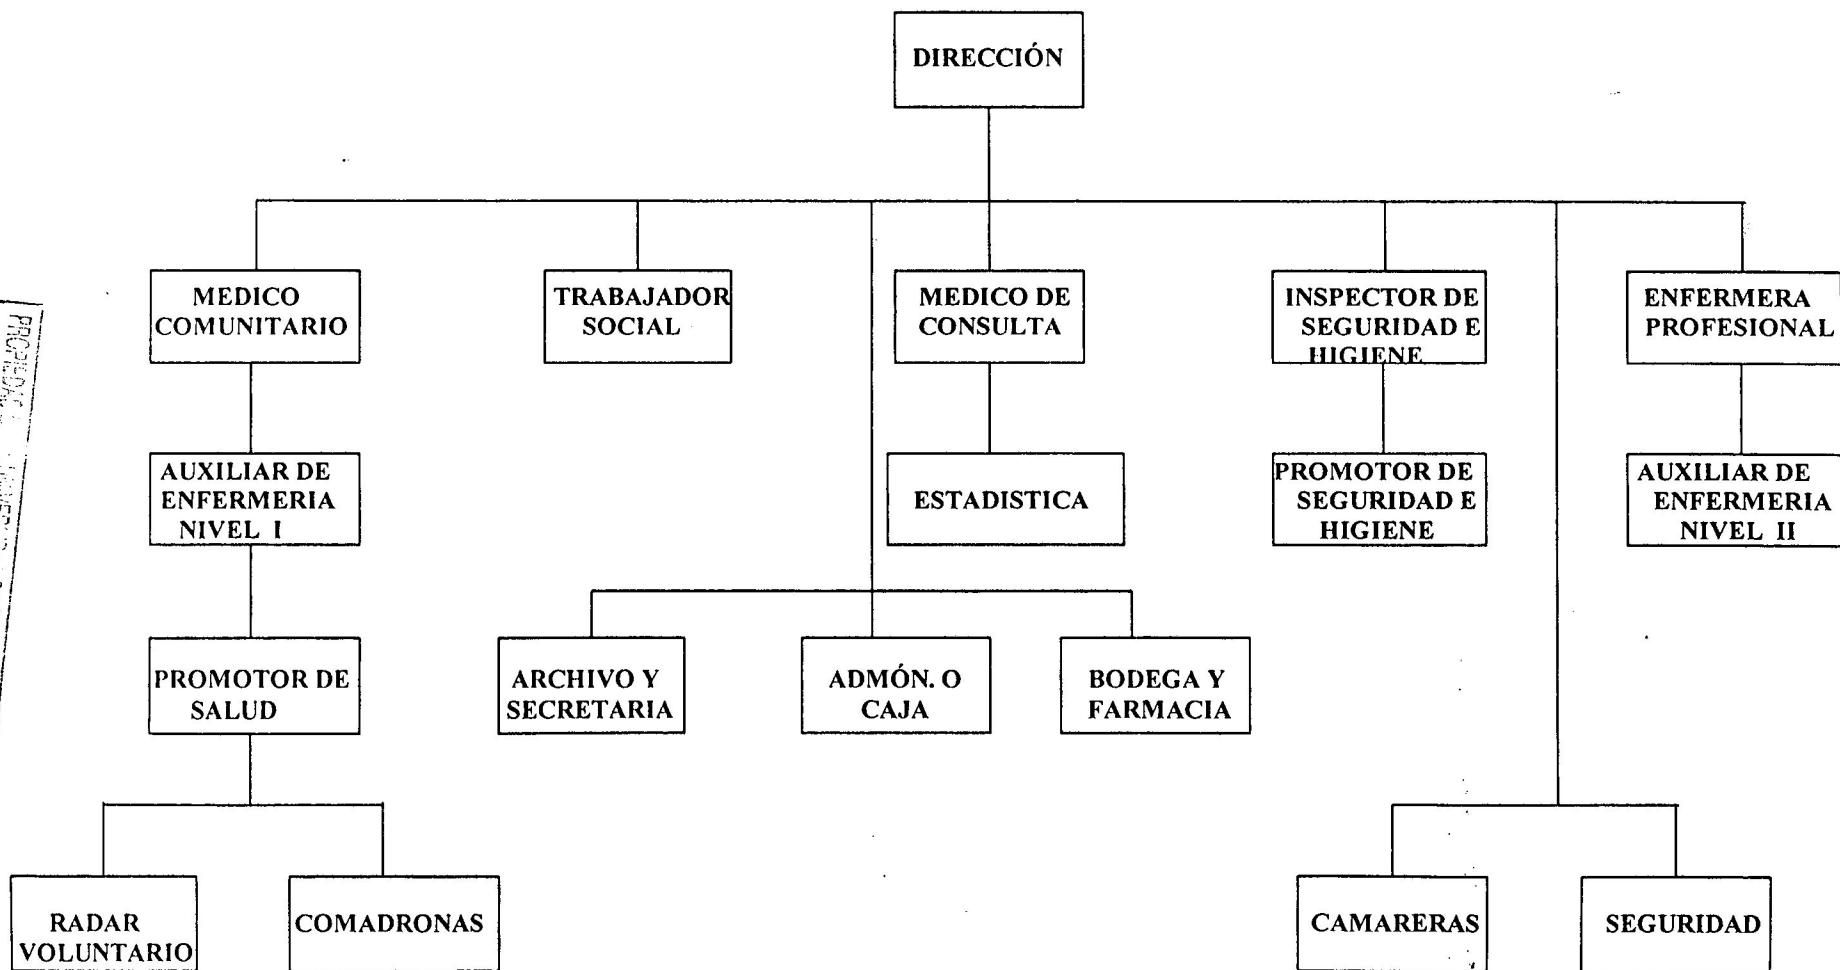 DIRECCIÓN
MEDICO
COMUNITARIO
TRABAJADOR
SOCIAL
MEDICO DE
CONSULTA
INSPECTOR DE
SEGURIDAD E
HIGIENE
ENFERMERA
PROFESIONAL
AUXILIAR DE
ENFERMERIA
NIVEL I
ESTADISTICA
PROMOTOR DE
SEGURIDAD E
HIGIENE
AUXILIAR DE
ENFERMERIA
NIVEL II
PROMOTOR DE
SALUD
ARCHIVO Y
SECRETARIA
ADMÓN. O
CAJA
BODEGA Y
FARMACIA
RADAR
VOLUNTARIO
COMADRONAS
CAMARERAS
SEGURIDAD